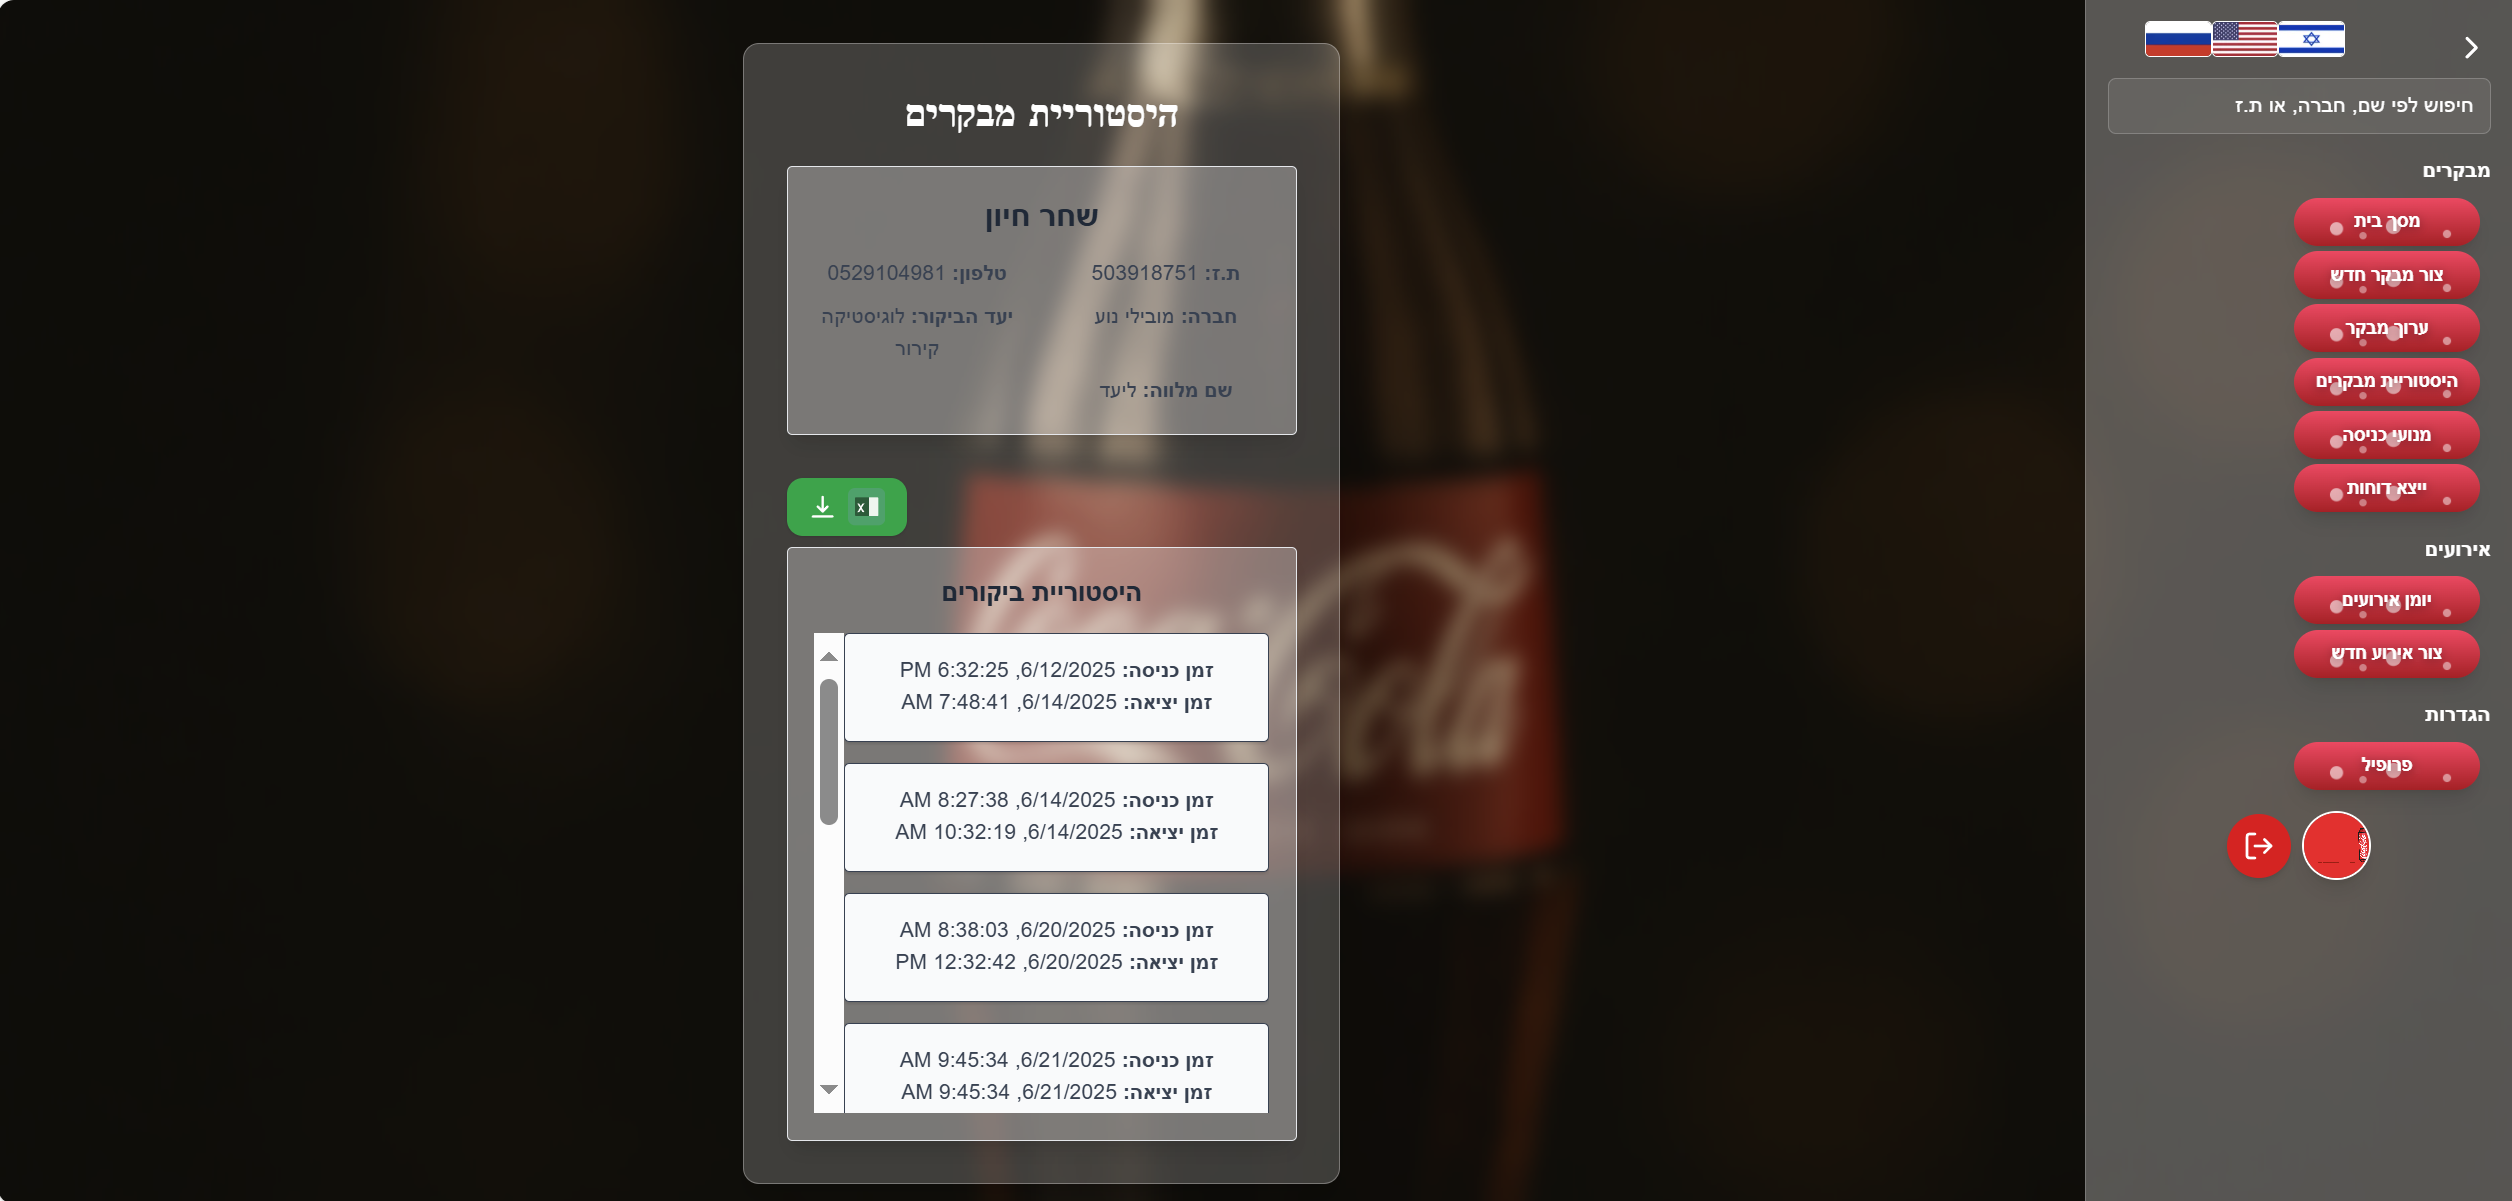 חיפוש לפי שם, חברה, או ת.ז
מבקרים
מסך בית
צור מבקר חדש
ערוך מבקר
היסטוריית מבקרים
מנועי כניסה
ייצא דוחות
אירועים
יומן אירועים
צור אירוע חדש
הגדרות
פרופיל
היסטוריית מבקרים
שחר חיון
ת.ז: 503918751
טלפון: 0529104981
חברה: מובילי נוע
יעד הביקור: לוגיסטיקה
קירור
שם מלווה: ליעד
היסטוריית ביקורים
זמן כניסה: 6/12/2025, 6:32:25 PM
זמן יציאה: 6/14/2025, 7:48:41 AM
זמן כניסה: 6/14/2025, 8:27:38 AM
זמן יציאה: 6/14/2025, 10:32:19 AM
זמן כניסה: 6/20/2025, 8:38:03 AM
זמן יציאה: 6/20/2025, 12:32:42 PM
זמן כניסה: 6/21/2025, 9:45:34 AM
זמן יציאה: 6/21/2025, 9:45:34 AM